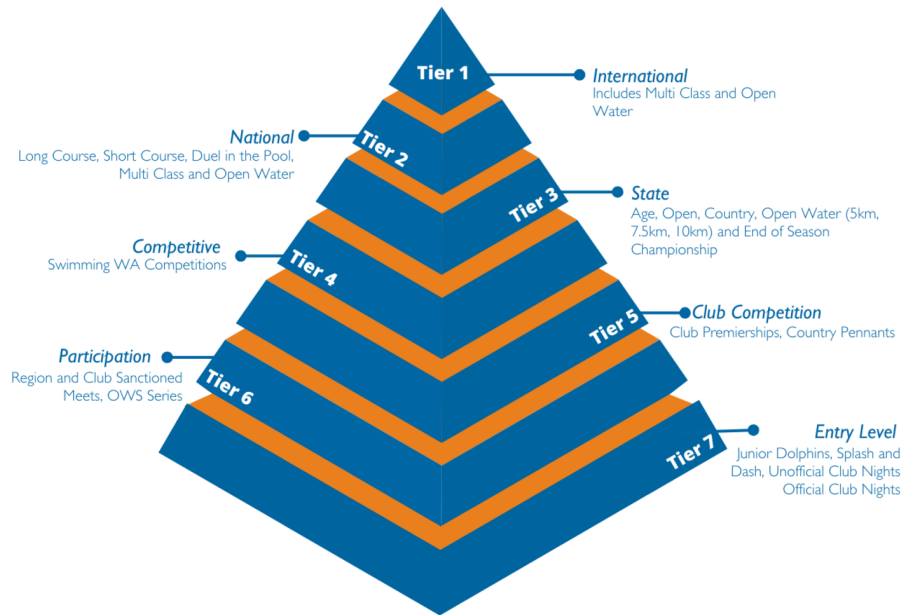 Tier 1
International
Includes Multi Class and Open
Water
National
Long Course, Short Course, Duel in the Pool,
Multi Class and Open Water
Tier 2
Tier 3
State
Age, Open, Country, Open Water (5km,
7.5km, 10km) and End of Season
Championship
Competitive
Swimming WA Competitions
Tier 4
Tier 5
Club Competition
Club Premierships, Country Pennants
Participation
Region and Club Sanctioned
Meets, OWS Series
Tier 6
Tier 7
Entry Level
Junior Dolphins, Splash and
Dash, Unofficial Club Nights
Official Club Nights